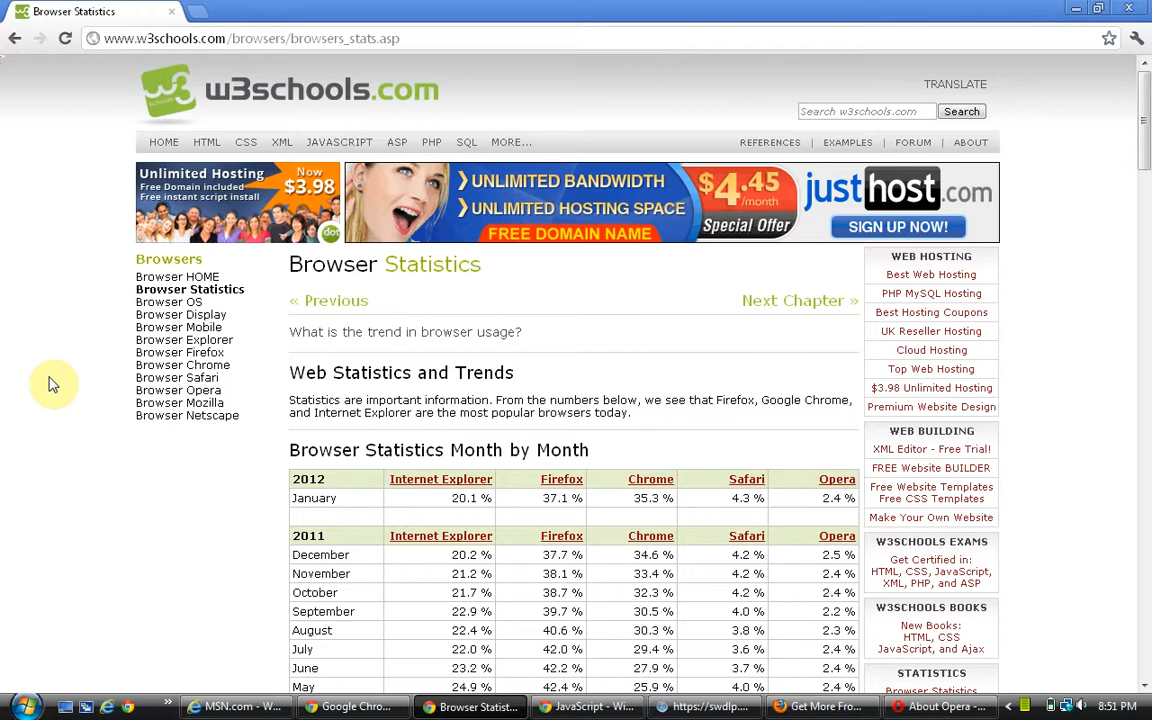 Browser Statistics
www.w3schools.com/browsers/browsers_stats.asp
w3schools.com
TRANSLATE
Search w3schools.com Search
HOME HTML CSS XML JAVASCRIPT ASP PHP SQL MORE...
REFERENCES | EXAMPLES | FORUM | ABOUT
Unlimited Hosting
Free Domain included
Free instant script install
Now
$3.98
dot
UNLIMITED BANDWIDTH
UNLIMITED HOSTING SPACE
FREE DOMAIN NAME
$4.45
/month
Special Offer
justhost.com
SIGN UP NOW!
Browsers
Browser HOME
Browser Statistics
Browser OS
Browser Display
Browser Mobile
Browser Explorer
Browser Firefox
Browser Chrome
Browser Safari
Browser Opera
Browser Mozilla
Browser Netscape
Browser Statistics
« Previous
Next Chapter »
What is the trend in browser usage?
Web Statistics and Trends
Statistics are important information. From the numbers below, we see that Firefox, Google Chrome,
and Internet Explorer are the most popular browsers today.
Browser Statistics Month by Month
2012 Internet Explorer Firefox Chrome Safari Opera
January 20.1 % 37.1 % 35.3 % 4.3 % 2.4 %
2011 Internet Explorer Firefox Chrome Safari Opera
December 20.2 % 37.7 % 34.6 % 4.2 % 2.5 %
November 21.2 % 38.1 % 33.4 % 4.2 % 2.4 %
October 21.7 % 38.7 % 32.3 % 4.2 % 2.4 %
September 22.9 % 39.7 % 30.5 % 4.0 % 2.2 %
August 22.4 % 40.6 % 30.3 % 3.8 % 2.3 %
July 22.0 % 42.0 % 29.4 % 3.6 % 2.4 %
June 23.2 % 42.2 % 27.9 % 3.7 % 2.4 %
May 24.9 % 42.4 % 25.9 % 4.0 % 2.4 %
WEB HOSTING
Best Web Hosting
PHP MySQL Hosting
Best Hosting Coupons
UK Reseller Hosting
Cloud Hosting
Top Web Hosting
$3.98 Unlimited Hosting
Premium Website Design
WEB BUILDING
XML Editor - Free Trial!
FREE Website BUILDER
Free Website Templates
Free CSS Templates
Make Your Own Website
W3SCHOOLS EXAMS
Get Certified in:
HTML, CSS, JavaScript,
XML, PHP, and ASP
W3SCHOOLS BOOKS
New Books:
HTML, CSS
JavaScript, and Ajax
STATISTICS
Browser Statistics
MSN.com - W...
Google Chro...
Browser Statist...
JavaScript - Wi...
https://swdlp....
Get More Fro...
About Opera -...
8:51 PM